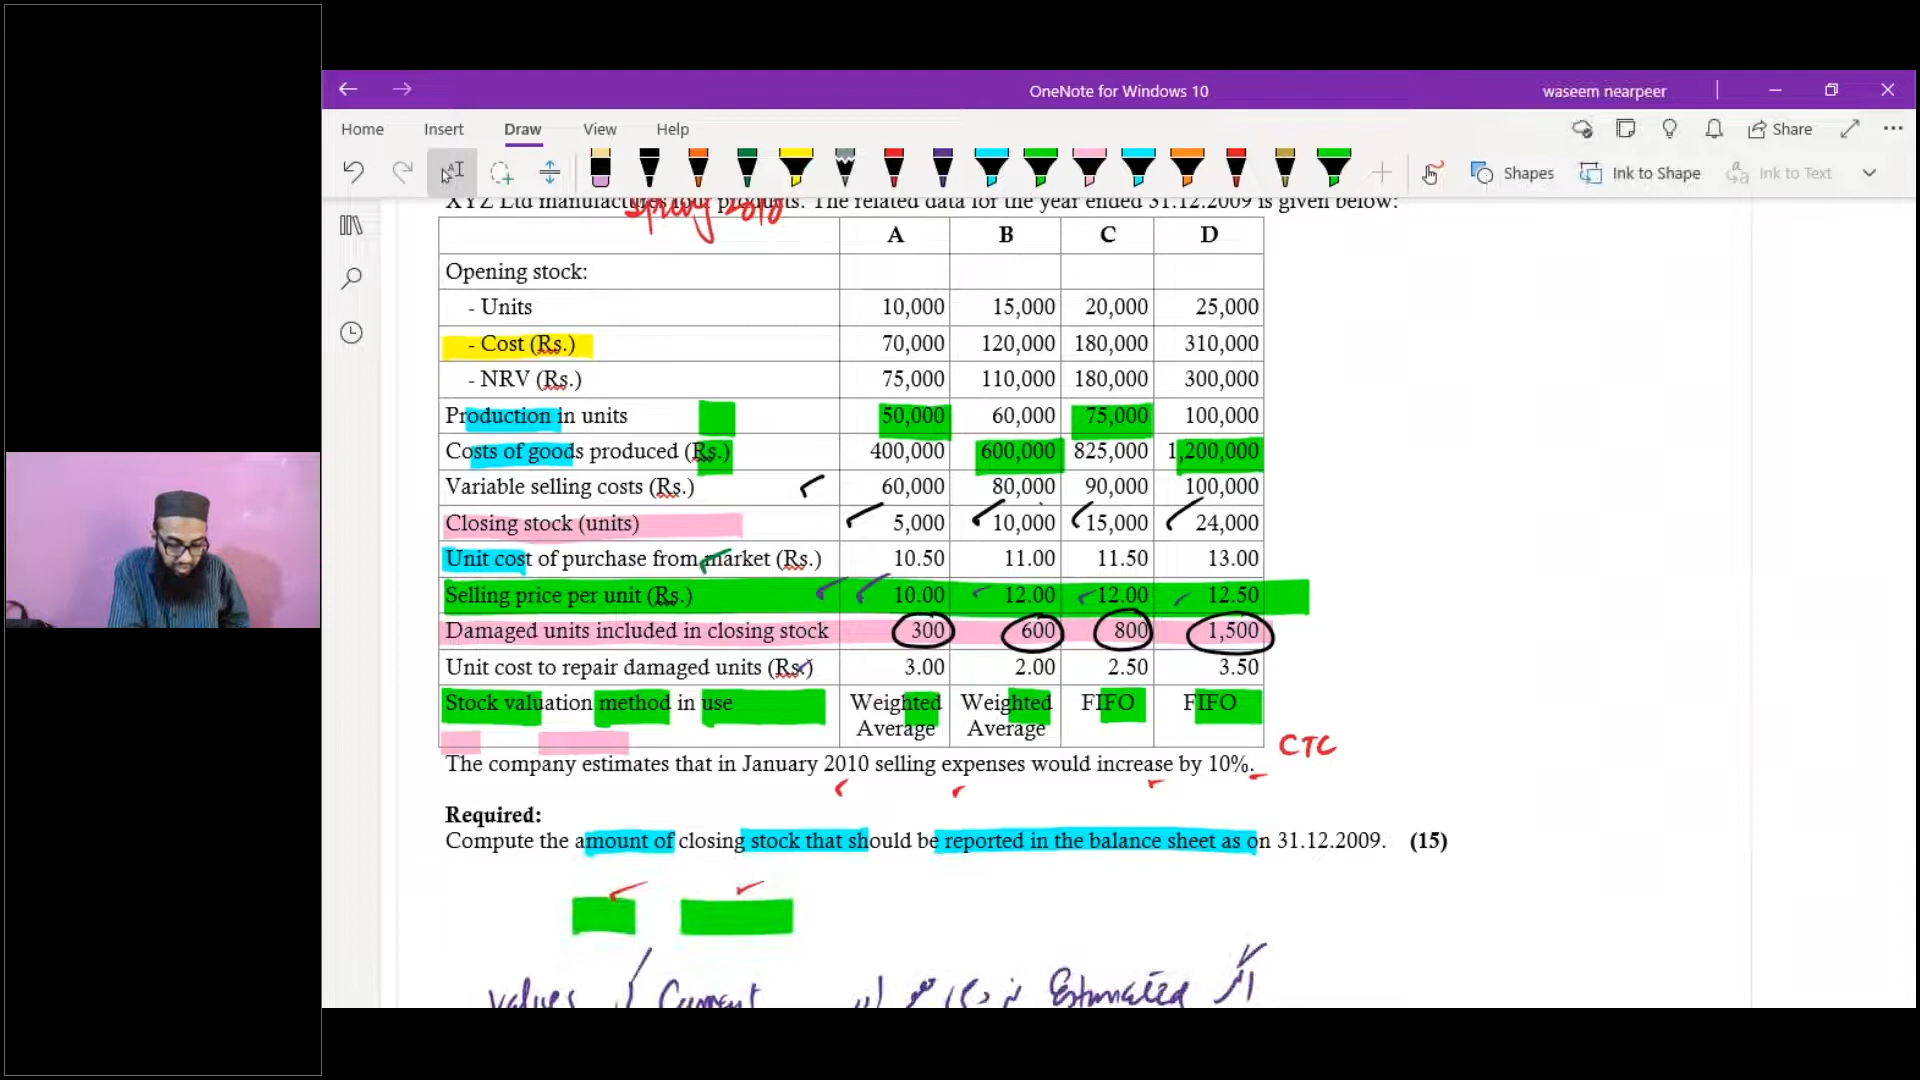 OneNote for Windows 10
waseem nearpeer
Home Insert Draw View Help
Share
Shapes Ink to Shape Ink to Text
XYZ Ltd manufactures four products. The related data for the year ended 31.12.2009 is given below:
Spring 2010
A B C D
Opening stock:
- Units 10,000 15,000 20,000 25,000
- Cost (Rs.) 70,000 120,000 180,000 310,000
- NRV (Rs.) 75,000 110,000 180,000 300,000
Production in units 50,000 60,000 75,000 100,000
Costs of goods produced (Rs.) 400,000 600,000 825,000 1,200,000
Variable selling costs (Rs.) 60,000 80,000 90,000 100,000
Closing stock (units) 5,000 10,000 15,000 24,000
Unit cost of purchase from market (Rs.) 10.50 11.00 11.50 13.00
Selling price per unit (Rs.) 10.00 12.00 12.00 12.50
Damaged units included in closing stock 300 600 800 1,500
Unit cost to repair damaged units (Rs.) 3.00 2.00 2.50 3.50
Stock valuation method in use Weighted Average Weighted Average FIFO FIFO
CTC
The company estimates that in January 2010 selling expenses would increase by 10%.
Required:
Compute the amount of closing stock that should be reported in the balance sheet as on 31.12.2009. (15)
values Current Estimated اگر